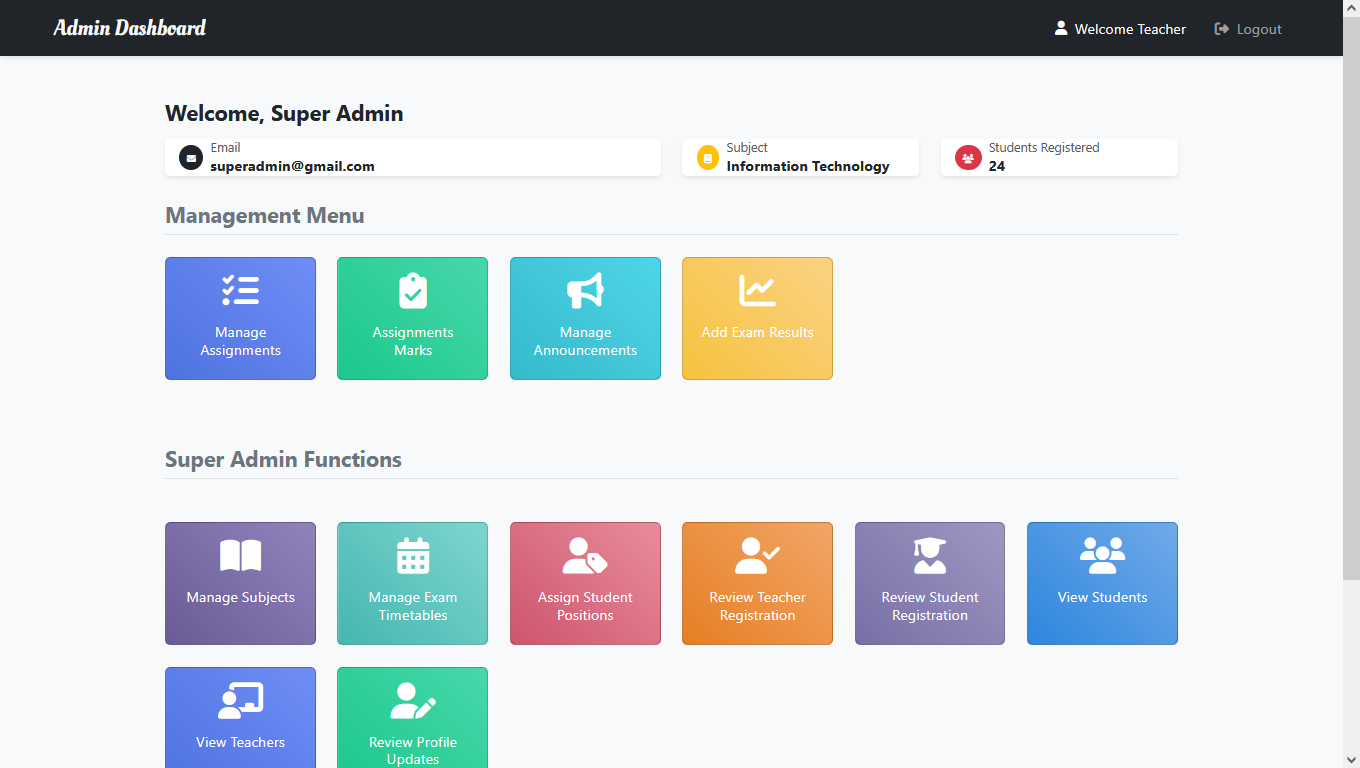 Admin Dashboard
Welcome Teacher
Logout
Welcome, Super Admin
Email
superadmin@gmail.com
Subject
Information Technology
Students Registered
24
Management Menu
Manage
Assignments
Assignments
Marks
Manage
Announcements
Add Exam Results
Super Admin Functions
Manage Subjects
Manage Exam
Timetables
Assign Student
Positions
Review Teacher
Registration
Review Student
Registration
View Students
View Teachers
Review Profile
Updates